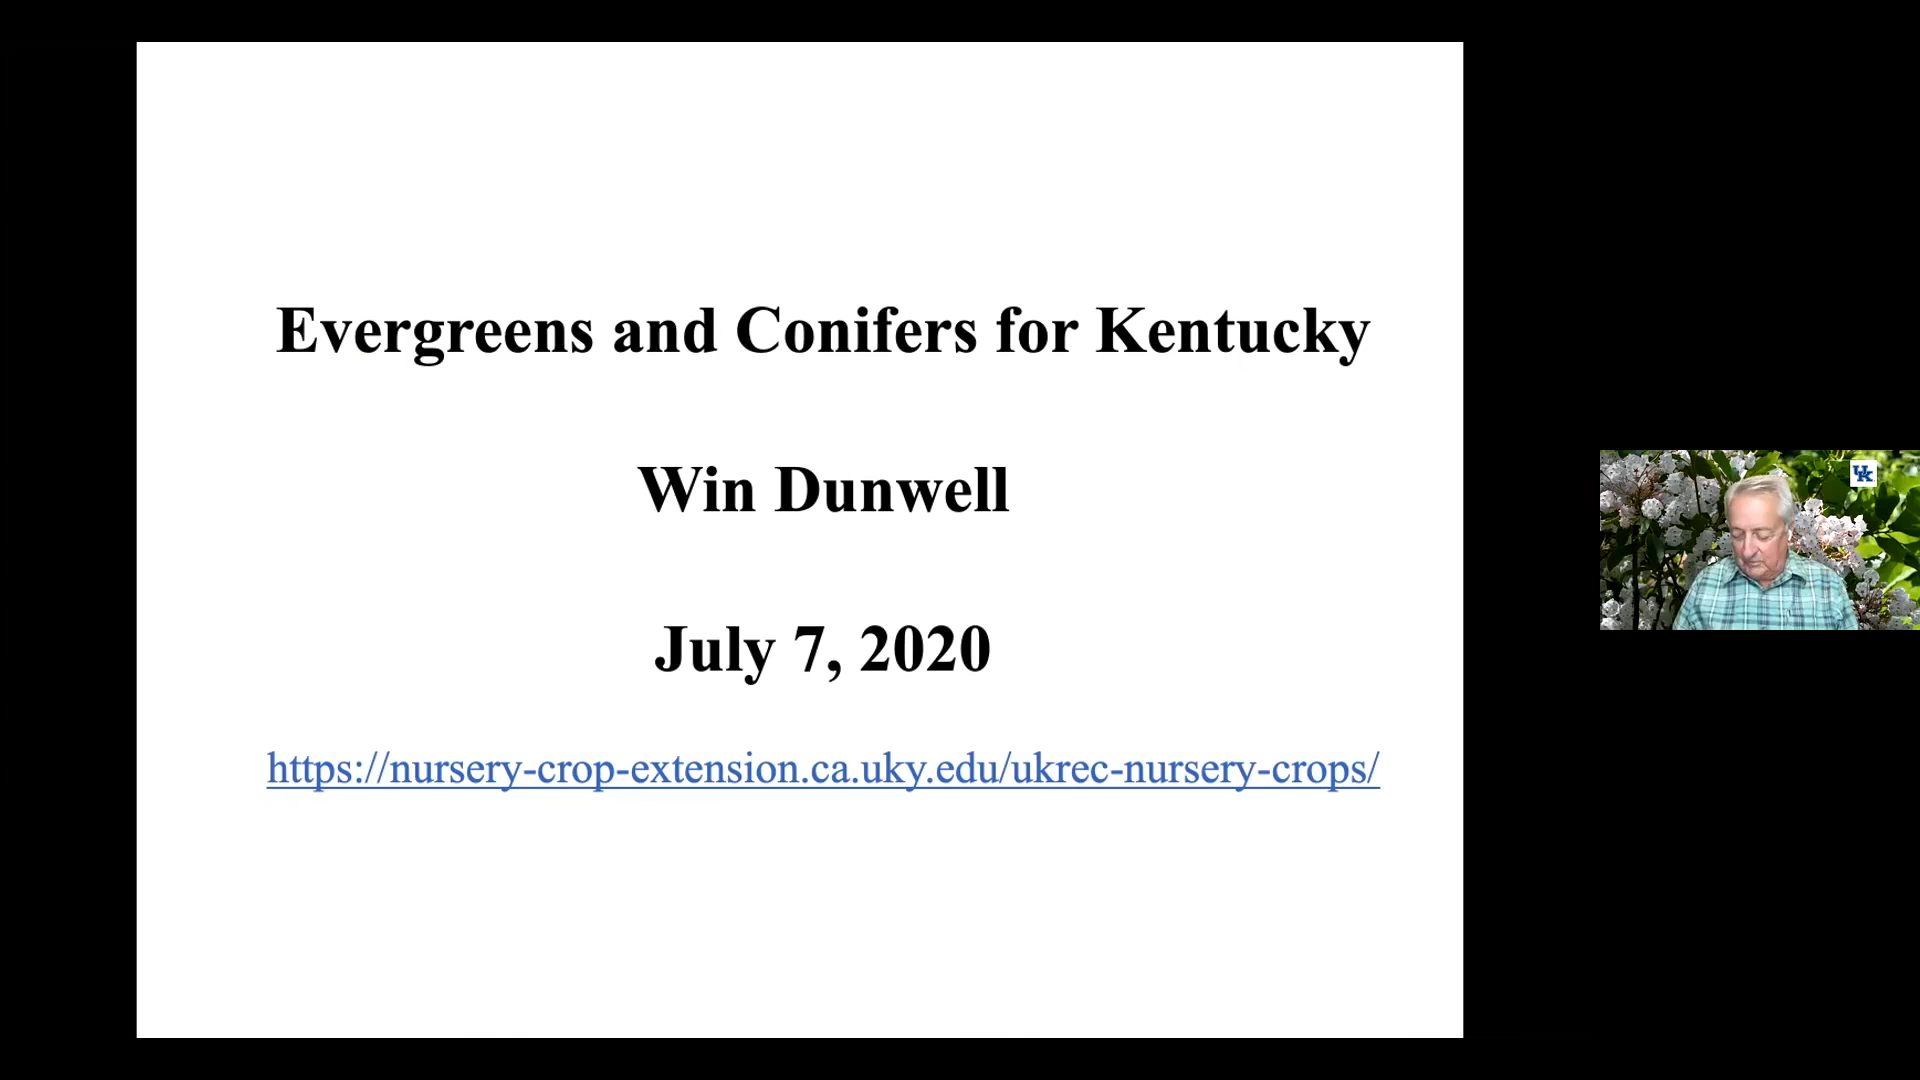 Evergreens and Conifers for Kentucky
Win Dunwell
July 7, 2020
https://nursery-crop-extension.ca.uky.edu/ukrec-nursery-crops/
UK